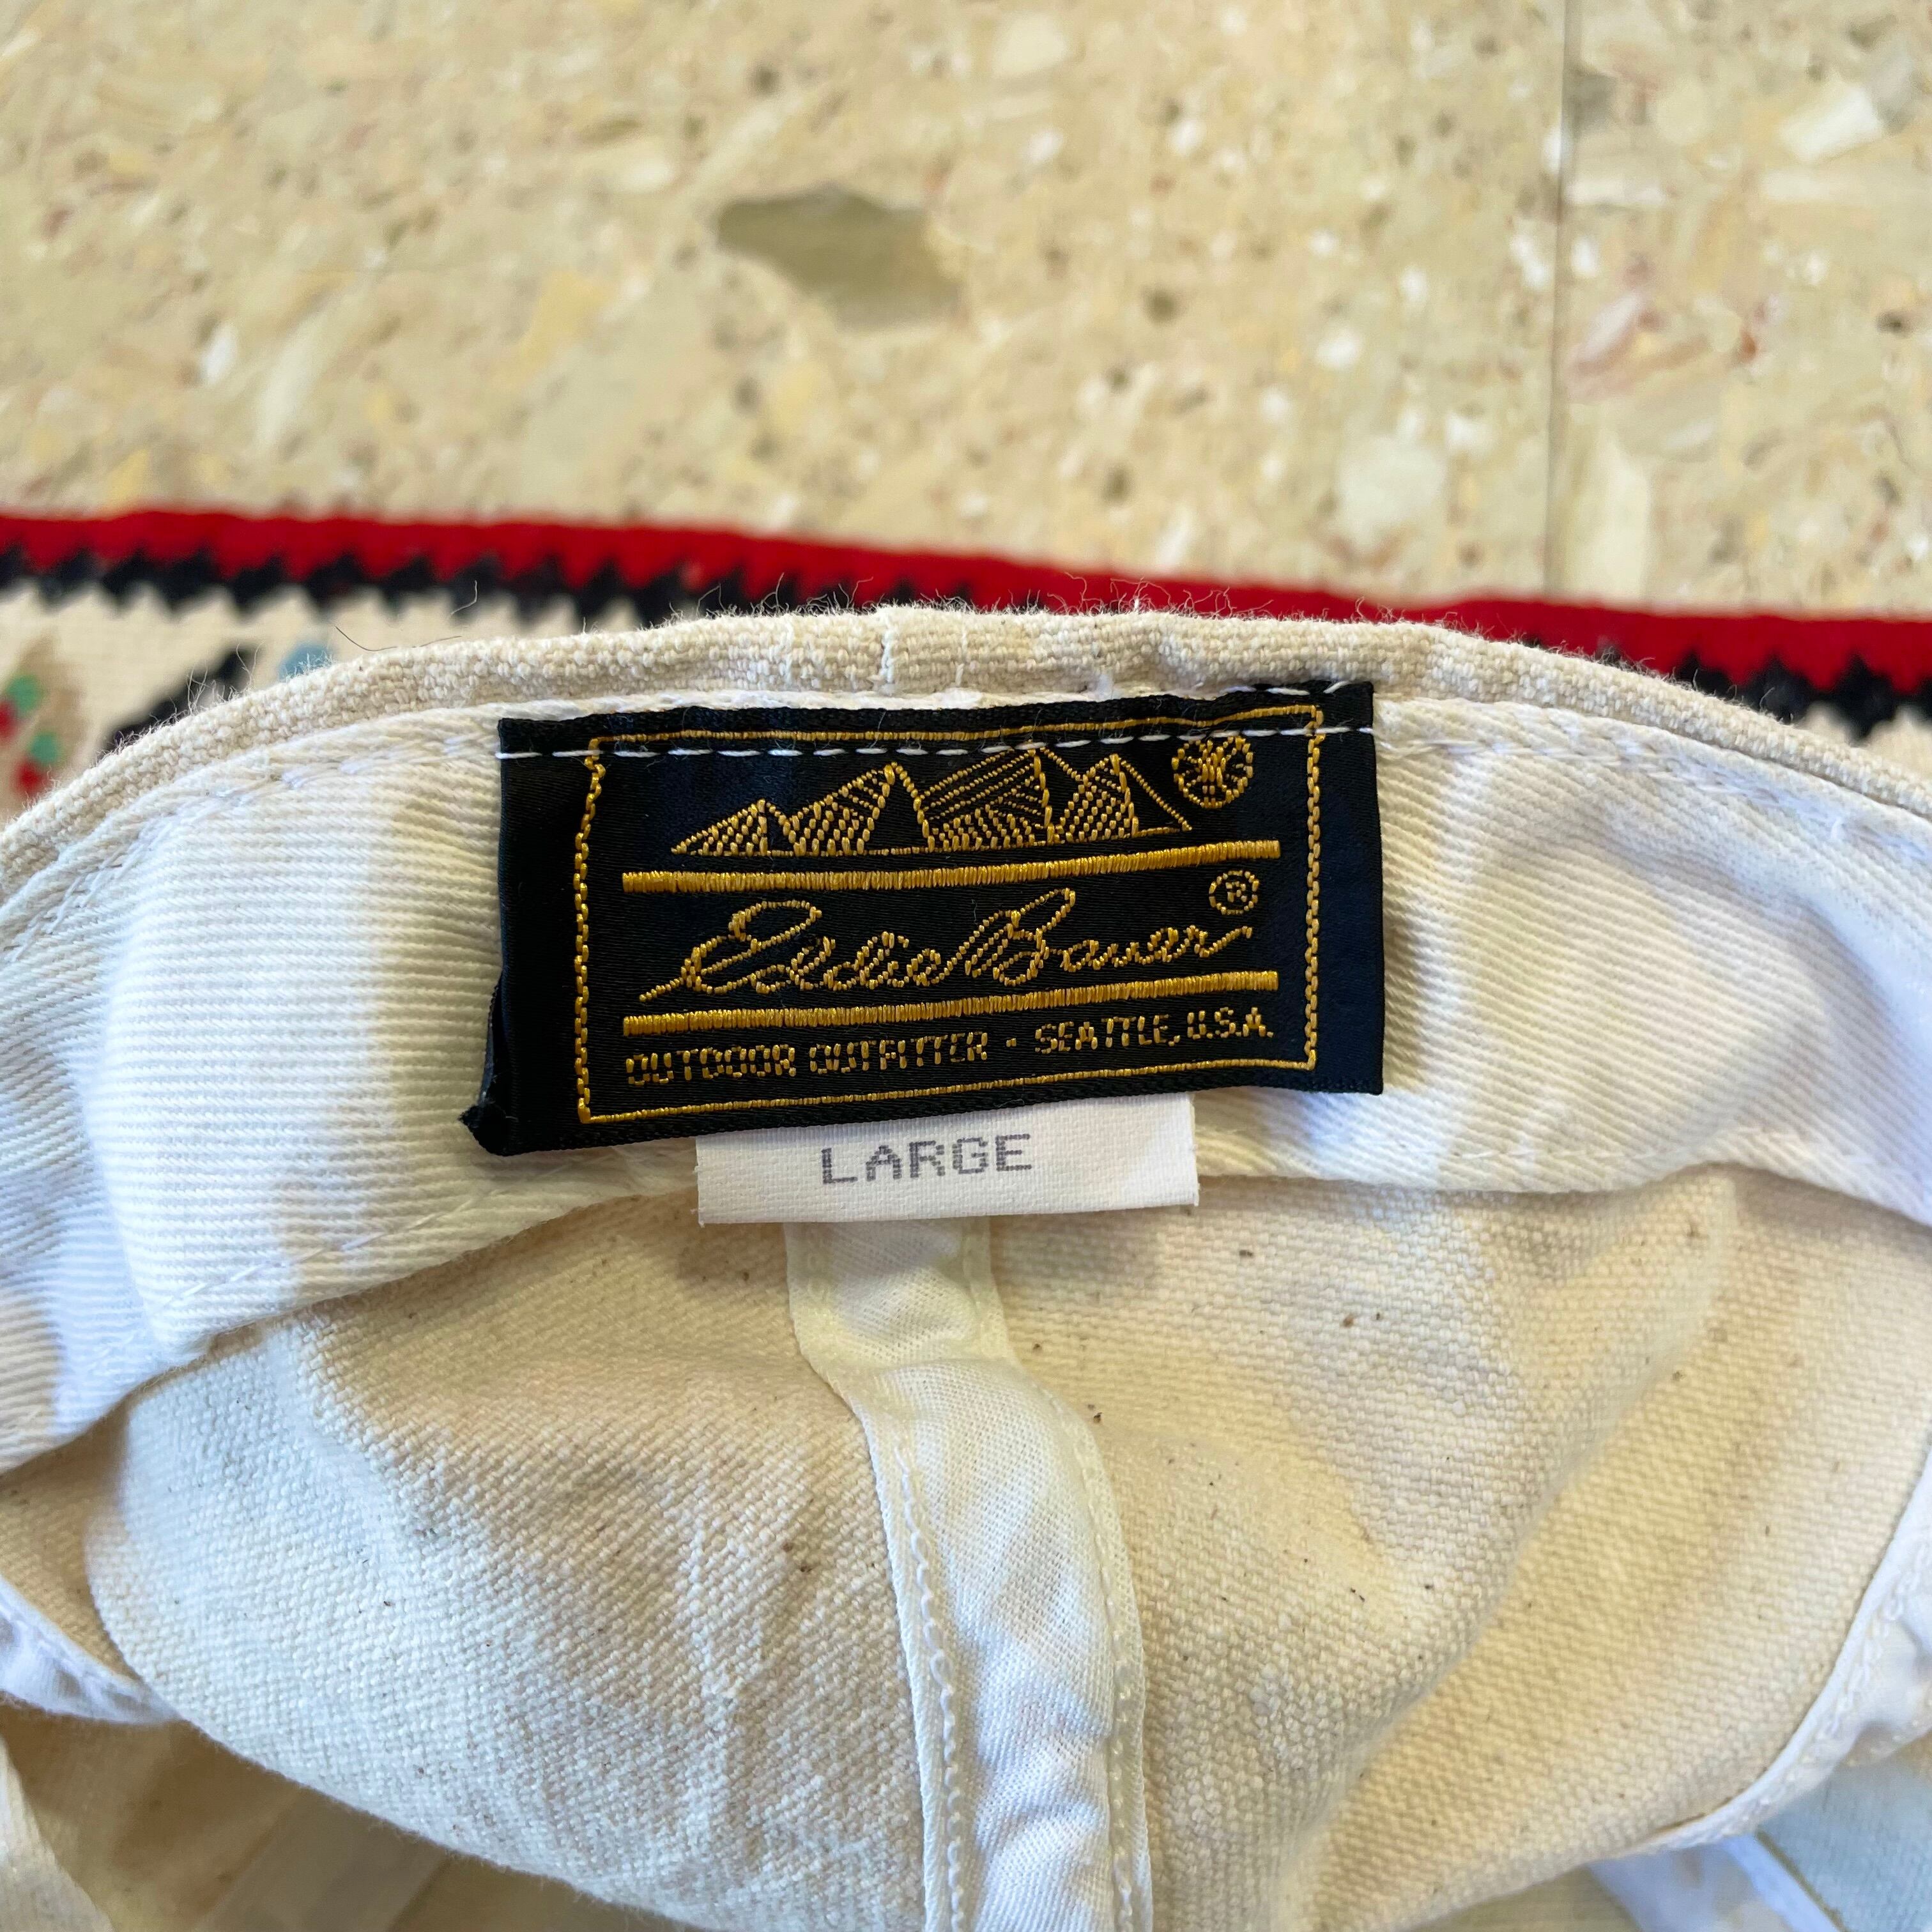 Eddie Bauer®
OUTDOOR OUTFITTER · SEATTLE, U.S.A.
LARGE